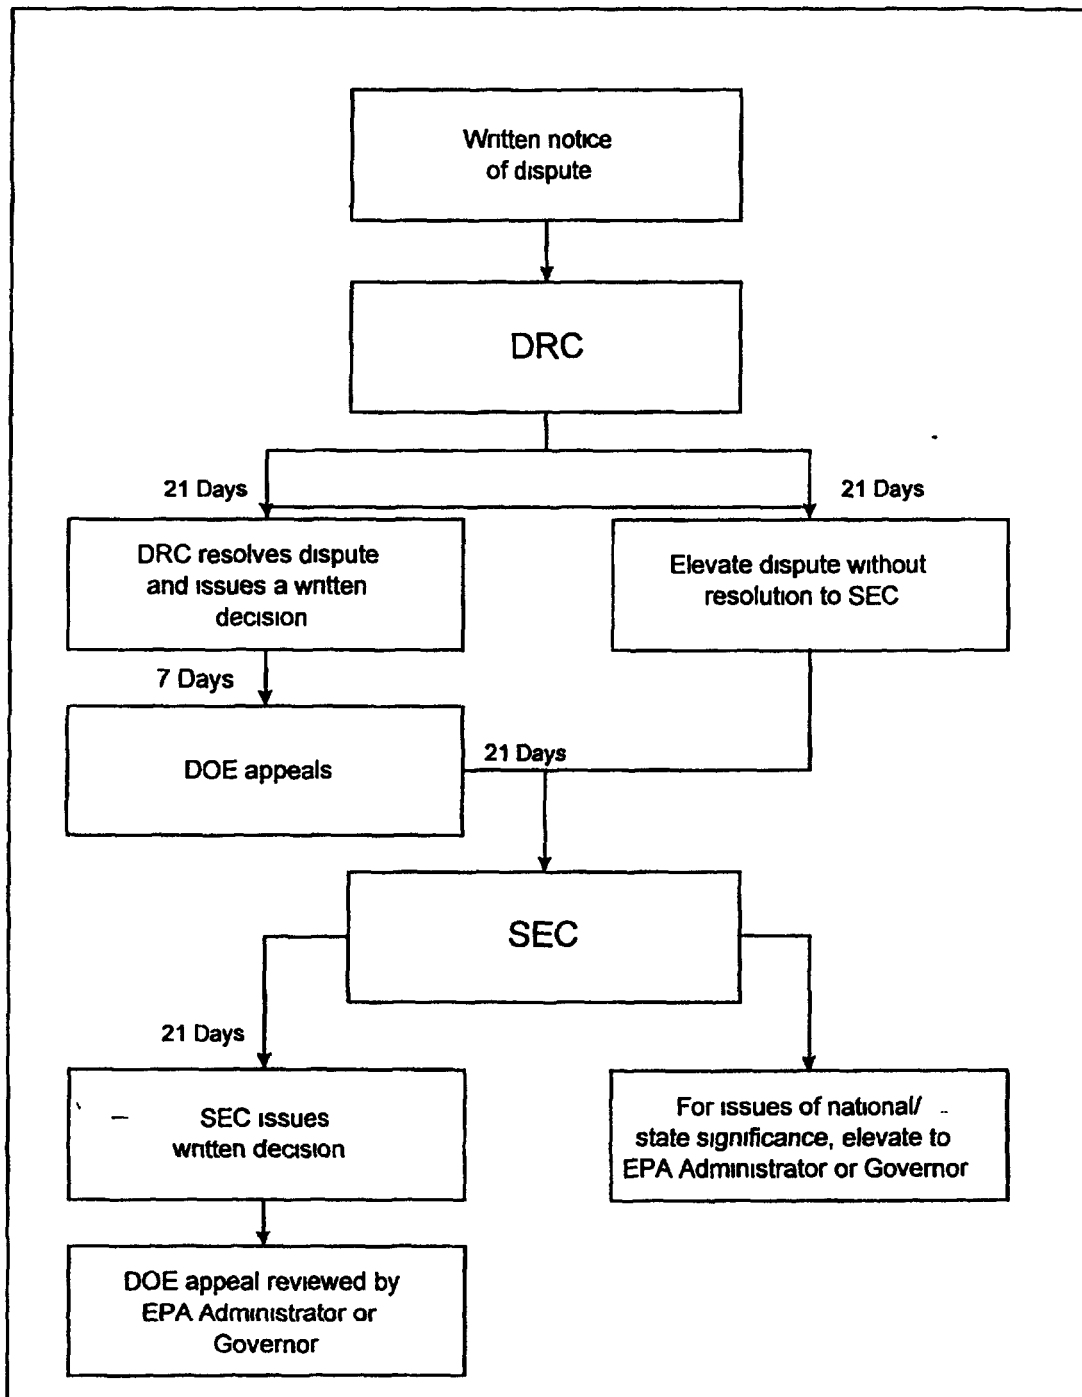 Written notice
of dispute
DRC
21 Days
21 Days
DRC resolves dispute
and issues a written
decision
Elevate dispute without
resolution to SEC
7 Days
DOE appeals
21 Days
SEC
21 Days
SEC issues
written decision
For issues of national/
state significance, elevate to
EPA Administrator or Governor
DOE appeal reviewed by
EPA Administrator or
Governor